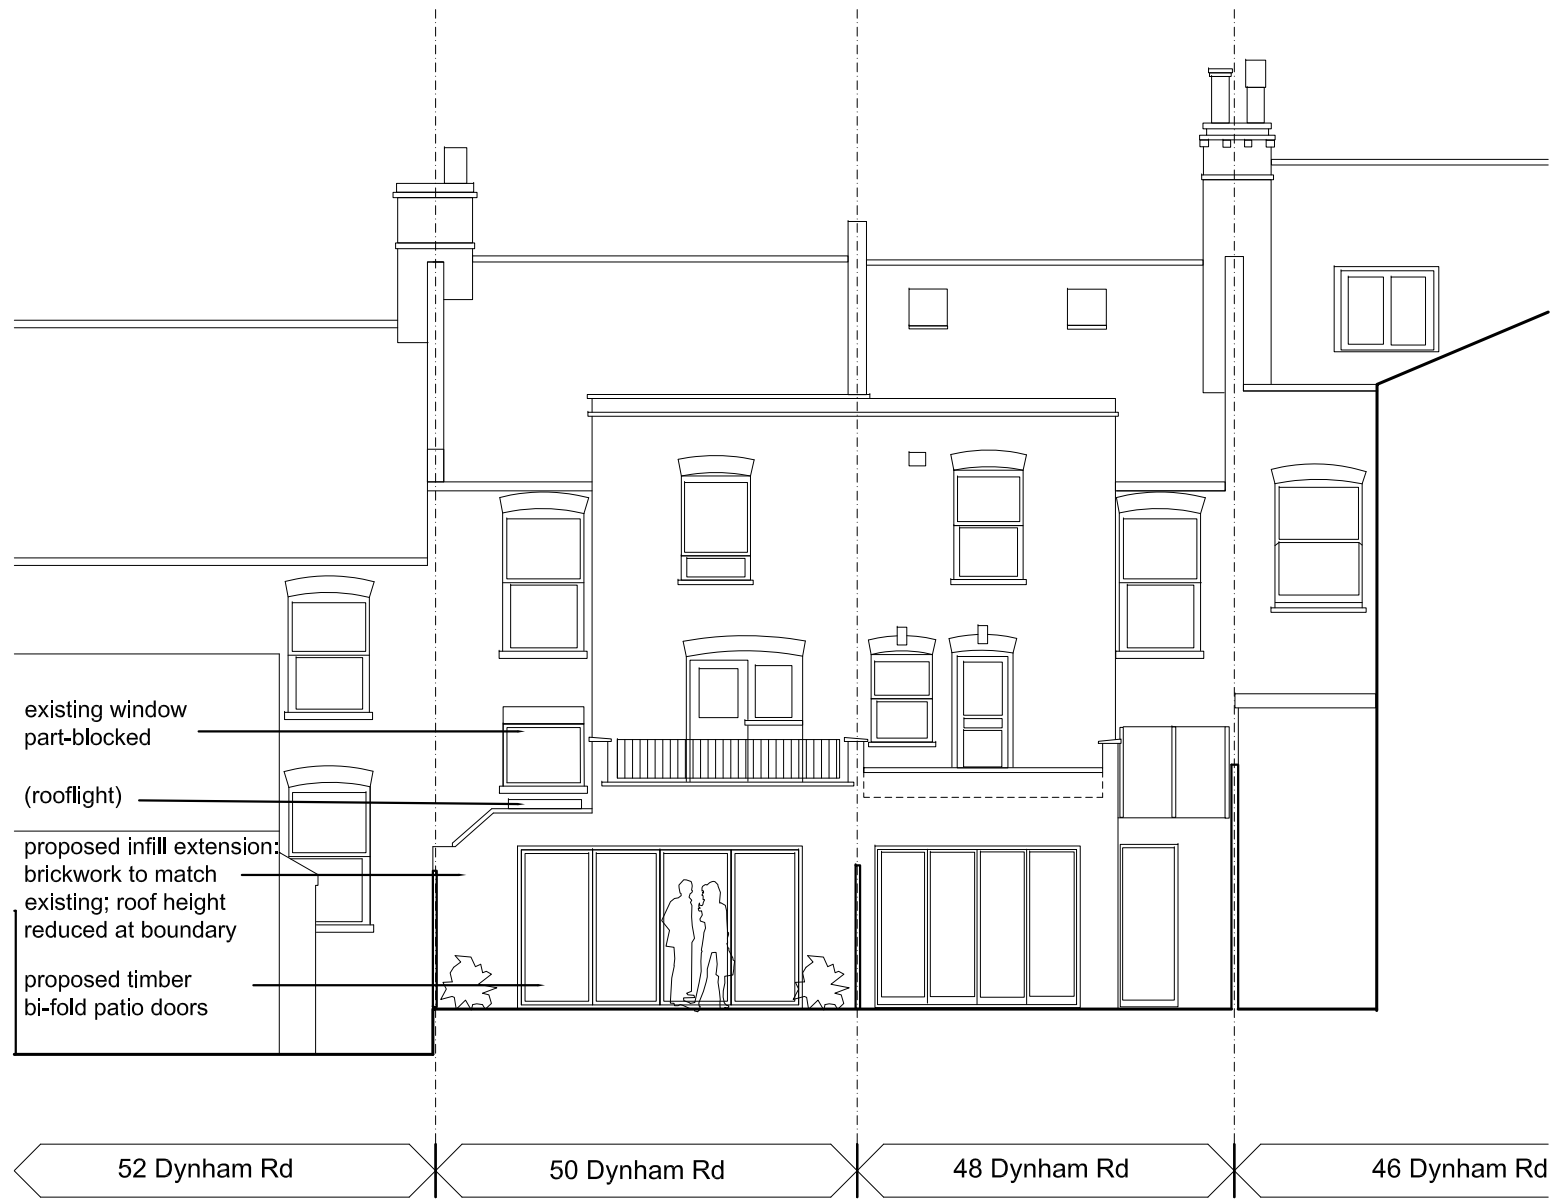 existing window
part-blocked
(rooflight)
proposed infill extension:
brickwork to match
existing; roof height
reduced at boundary
proposed timber
bi-fold patio doors
52 Dynham Rd
50 Dynham Rd
48 Dynham Rd
46 Dynham Rd